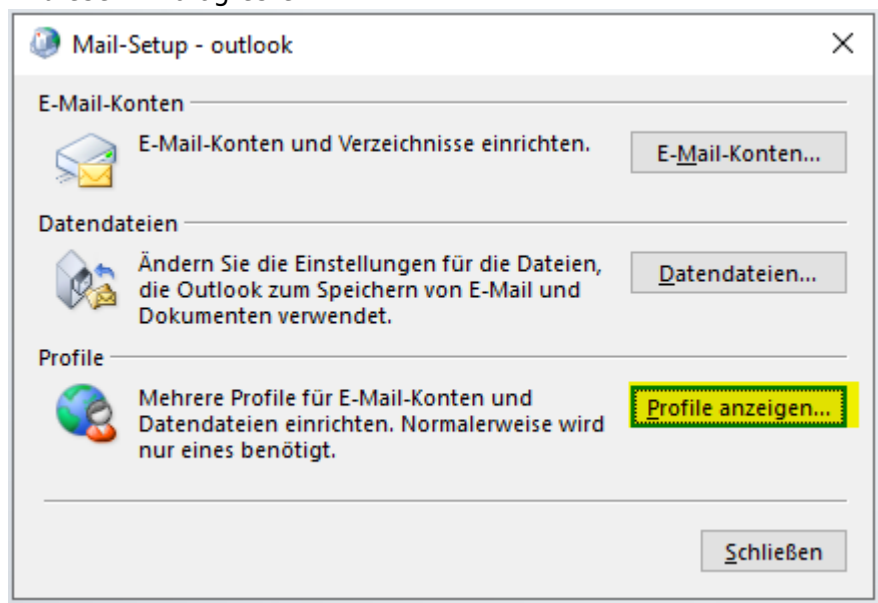 Mail-Setup - outlook
E-Mail-Konten
E-Mail-Konten und Verzeichnisse einrichten.
E-Mail-Konten...
Datendateien
Ändern Sie die Einstellungen für die Dateien,
die Outlook zum Speichern von E-Mail und
Dokumenten verwendet.
Datendateien...
Profile
Mehrere Profile für E-Mail-Konten und
Datendateien einrichten. Normalerweise wird
nur eines benötigt.
Profile anzeigen...
Schließen